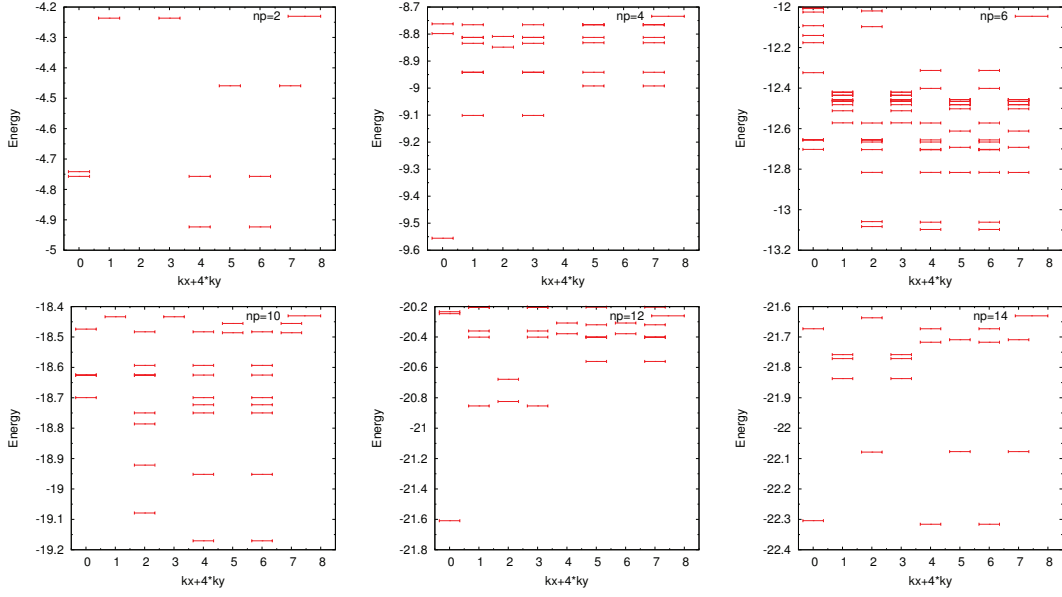 np=2
-4.2
-4.3
-4.4
-4.5
-4.6
-4.7
-4.8
-4.9
-5
Energy
0 1 2 3 4 5 6 7 8
kx+4*ky
np=4
-8.7
-8.8
-8.9
-9
-9.1
-9.2
-9.3
-9.4
-9.5
-9.6
Energy
0 1 2 3 4 5 6 7 8
kx+4*ky
np=6
-12
-12.2
-12.4
-12.6
-12.8
-13
-13.2
Energy
0 1 2 3 4 5 6 7 8
kx+4*ky
np=10
-18.4
-18.5
-18.6
-18.7
-18.8
-18.9
-19
-19.1
-19.2
Energy
0 1 2 3 4 5 6 7 8
kx+4*ky
np=12
-20.2
-20.4
-20.6
-20.8
-21
-21.2
-21.4
-21.6
-21.8
Energy
0 1 2 3 4 5 6 7 8
kx+4*ky
np=14
-21.6
-21.7
-21.8
-21.9
-22
-22.1
-22.2
-22.3
-22.4
Energy
0 1 2 3 4 5 6 7 8
kx+4*ky